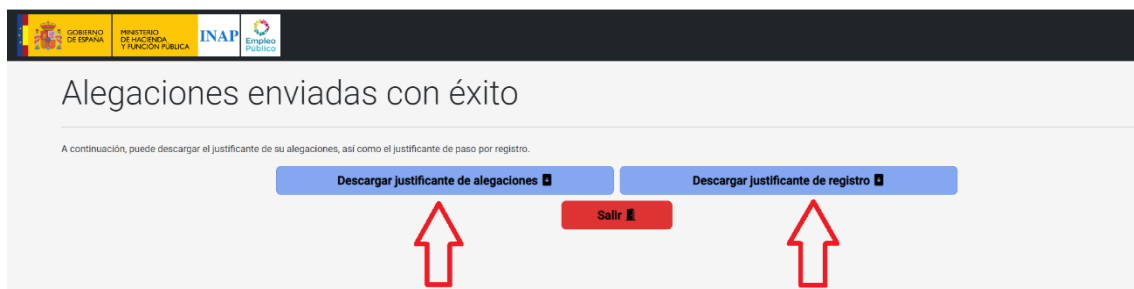 GOBIERNO
DE ESPAÑA
MINISTERIO
DE HACIENDA
Y FUNCIÓN PÚBLICA
INAP
Empleo
Público
Alegaciones enviadas con éxito
A continuación, puede descargar el justificante de su alegaciones, así como el justificante de paso por registro.
Descargar justificante de alegaciones
Descargar justificante de registro
Salir